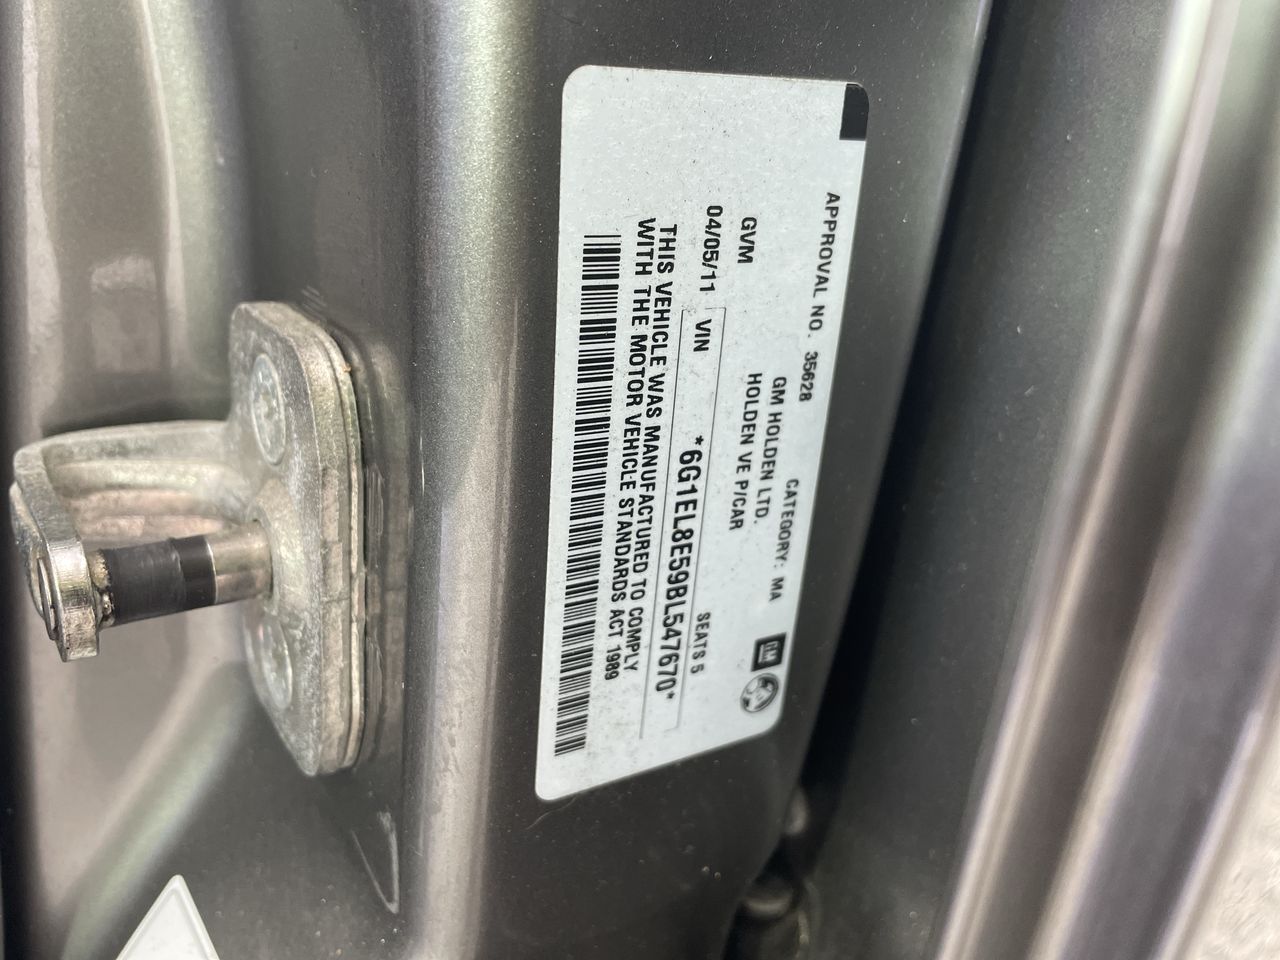 APPROVAL NO. 35628 CATEGORY: MA
GM HOLDEN LTD. GM
GVM HOLDEN VE P/CAR
04/05/11 VIN SEATS 5
*6G1EL8E59BL547670*
THIS VEHICLE WAS MANUFACTURED TO COMPLY
WITH THE MOTOR VEHICLE STANDARDS ACT 1989